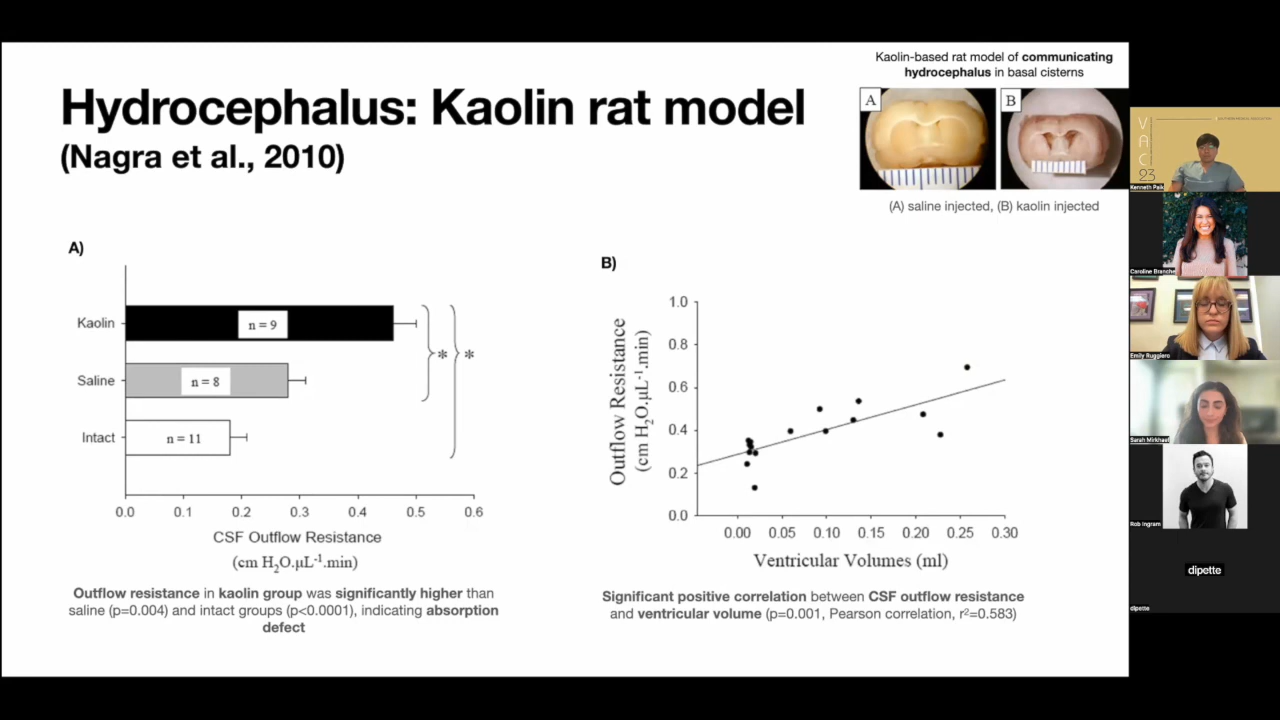 Kaolin-based rat model of communicating
hydrocephalus in basal cisterns
Hydrocephalus: Kaolin rat model
(Nagra et al., 2010)
A
B
(A) saline injected, (B) kaolin injected
A)
Kaolin
n = 9
Saline
n = 8
Intact
n = 11
*
*
0.0 0.1 0.2 0.3 0.4 0.5 0.6
CSF Outflow Resistance
(cm H₂O.µL⁻¹.min)
Outflow resistance in kaolin group was significantly higher than
saline (p=0.004) and intact groups (p<0.0001), indicating absorption
defect
B)
Outflow Resistance
(cm H₂O.µL⁻¹.min)
1.0
0.8
0.6
0.4
0.2
0.0
0.00 0.05 0.10 0.15 0.20 0.25 0.30
Ventricular Volumes (ml)
Significant positive correlation between CSF outflow resistance
and ventricular volume (p=0.001, Pearson correlation, r²=0.583)
V
A
C
23
Kenneth Paik
Caroline Branche
Emily Ruggiero
Sarah Mirkhaef
Rob Ingram
dipette
dipette